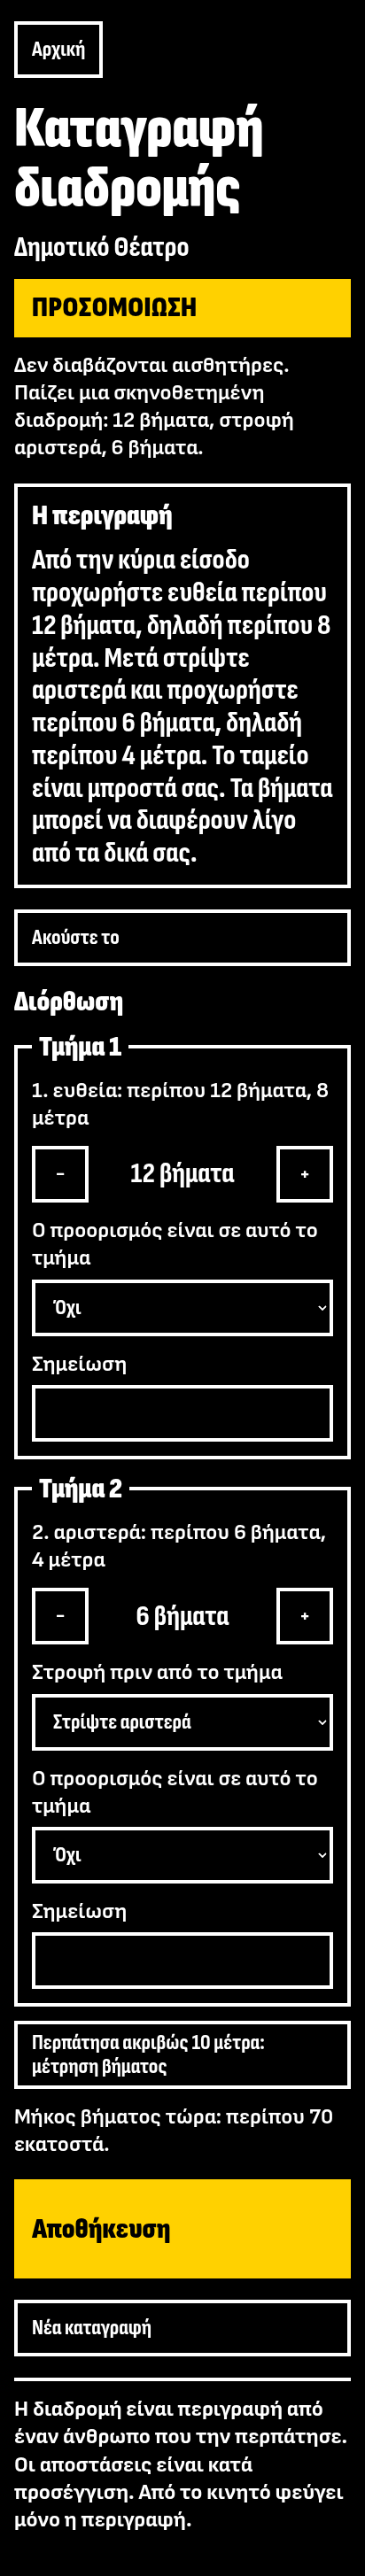 Αρχική
Καταγραφή
διαδρομής
Δημοτικό Θέατρο
ΠΡΟΣΟΜΟΙΩΣΗ
Δεν διαβάζονται αισθητήρες.
Παίζει μια σκηνοθετημένη
διαδρομή: 12 βήματα, στροφή
αριστερά, 6 βήματα.
Η περιγραφή
Από την κύρια είσοδο
προχωρήστε ευθεία περίπου
12 βήματα, δηλαδή περίπου 8
μέτρα. Μετά στρίψτε
αριστερά και προχωρήστε
περίπου 6 βήματα, δηλαδή
περίπου 4 μέτρα. Το ταμείο
είναι μπροστά σας. Τα βήματα
μπορεί να διαφέρουν λίγο
από τα δικά σας.
Ακούστε το
Διόρθωση
Τμήμα 1
1. ευθεία: περίπου 12 βήματα, 8
μέτρα
- 12 βήματα +
Ο προορισμός είναι σε αυτό το
τμήμα
Όχι
Σημείωση
Τμήμα 2
2. αριστερά: περίπου 6 βήματα,
4 μέτρα
- 6 βήματα +
Στροφή πριν από το τμήμα
Στρίψτε αριστερά
Ο προορισμός είναι σε αυτό το
τμήμα
Όχι
Σημείωση
Περπάτησα ακριβώς 10 μέτρα:
μέτρηση βήματος
Μήκος βήματος τώρα: περίπου 70
εκατοστά.
Αποθήκευση
Νέα καταγραφή
Η διαδρομή είναι περιγραφή από
έναν άνθρωπο που την περπάτησε.
Οι αποστάσεις είναι κατά
προσέγγιση. Από το κινητό φεύγει
μόνο η περιγραφή.